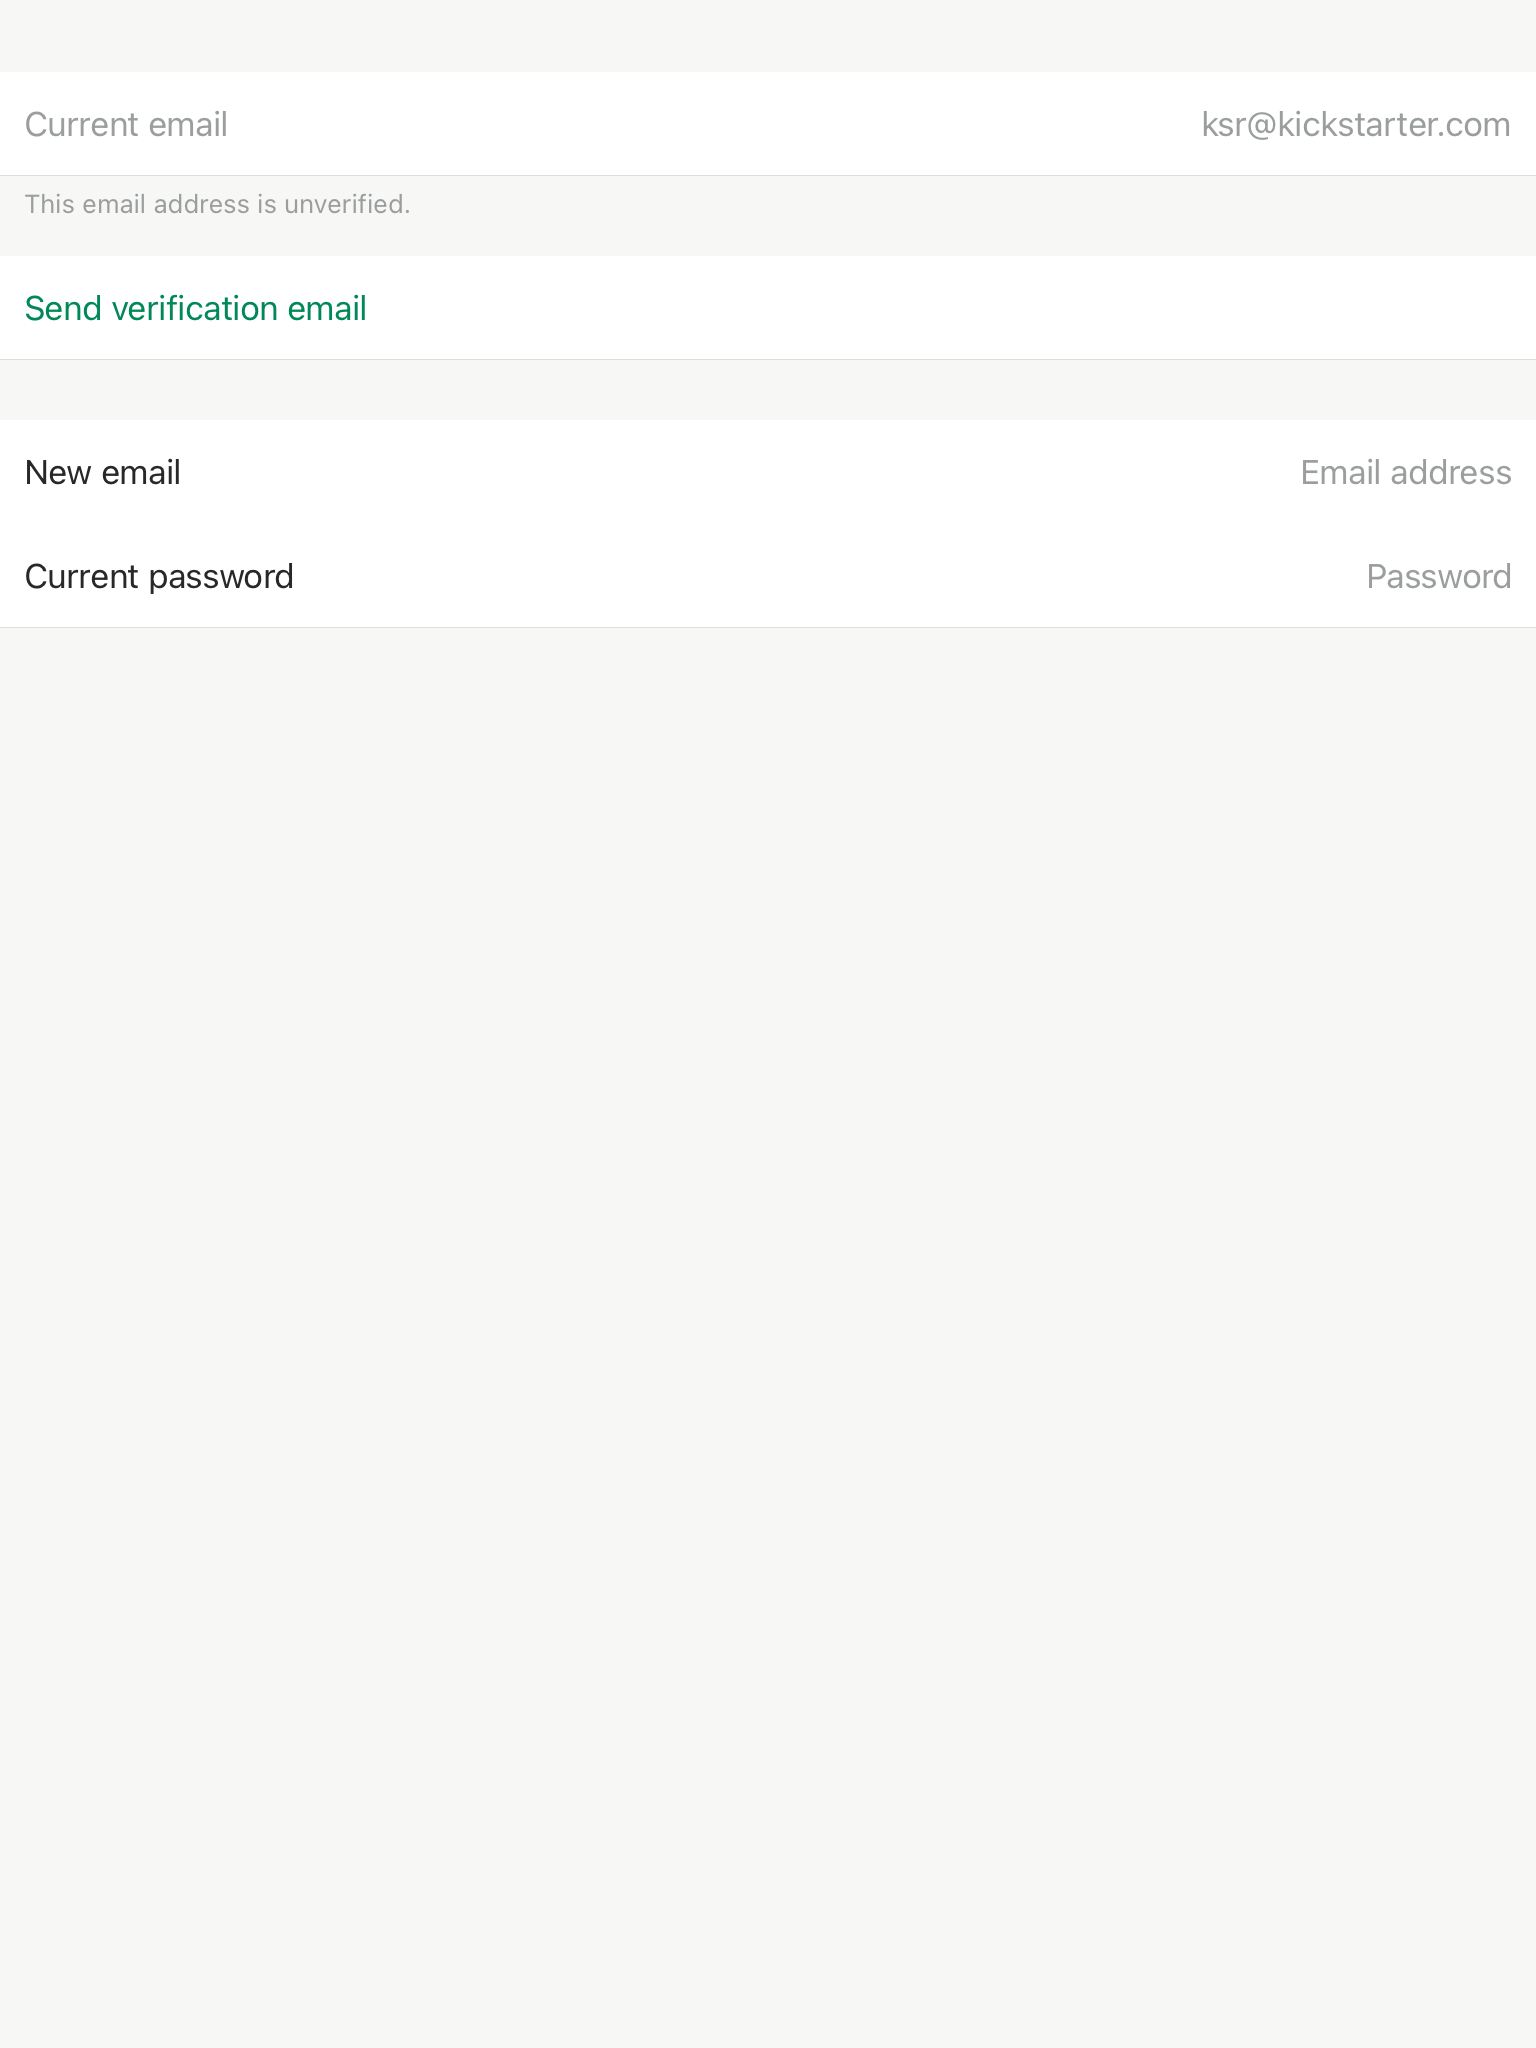 Current email ksr@kickstarter.com
This email address is unverified.
Send verification email
New email Email address
Current password Password